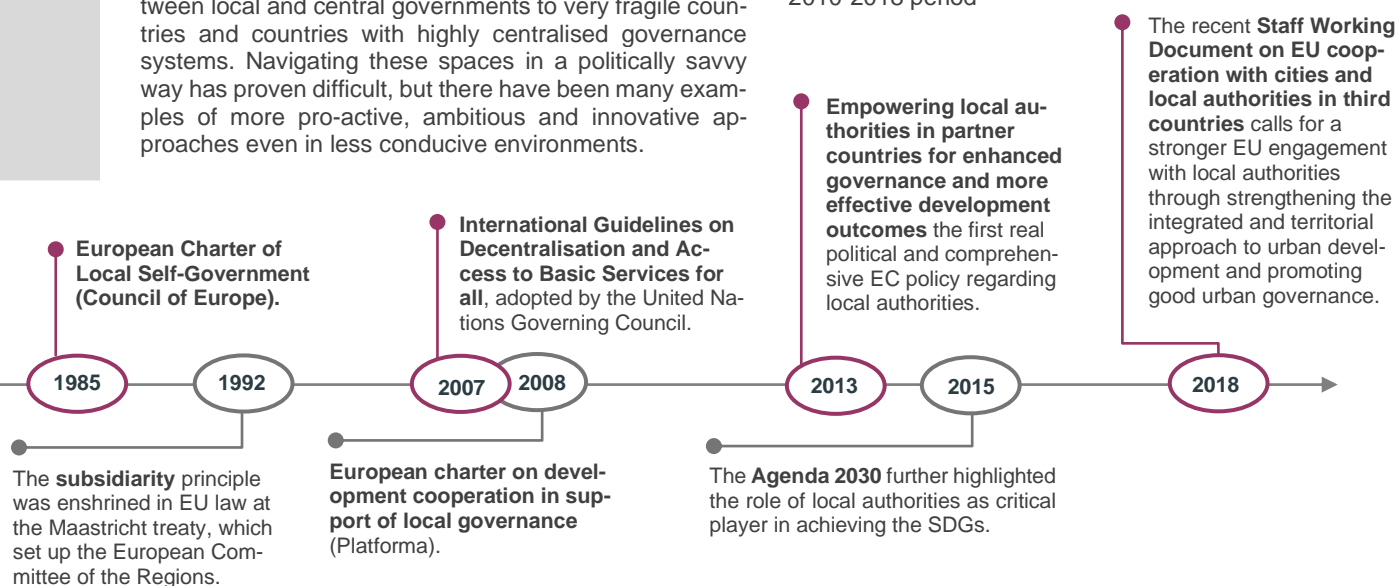 tween local and central governments to very fragile coun-
tries and countries with highly centralised governance
systems. Navigating these spaces in a politically savvy
way has proven difficult, but there have been many exam-
ples of more pro-active, ambitious and innovative ap-
proaches even in less conducive environments.
2010-2018 period
European Charter of
Local Self-Government
(Council of Europe).
International Guidelines on
Decentralisation and Ac-
cess to Basic Services for
all, adopted by the United Na-
tions Governing Council.
Empowering local au-
thorities in partner
countries for enhanced
governance and more
effective development
outcomes the first real
political and comprehen-
sive EC policy regarding
local authorities.
The recent Staff Working
Document on EU coop-
eration with cities and
local authorities in third
countries calls for a
stronger EU engagement
with local authorities
through strengthening the
integrated and territorial
approach to urban devel-
opment and promoting
good urban governance.
1985
1992
2007
2008
2013
2015
2018
The subsidiarity principle
was enshrined in EU law at
the Maastricht treaty, which
set up the European Com-
mittee of the Regions.
European charter on devel-
opment cooperation in sup-
port of local governance
(Platforma).
The Agenda 2030 further highlighted
the role of local authorities as critical
player in achieving the SDGs.